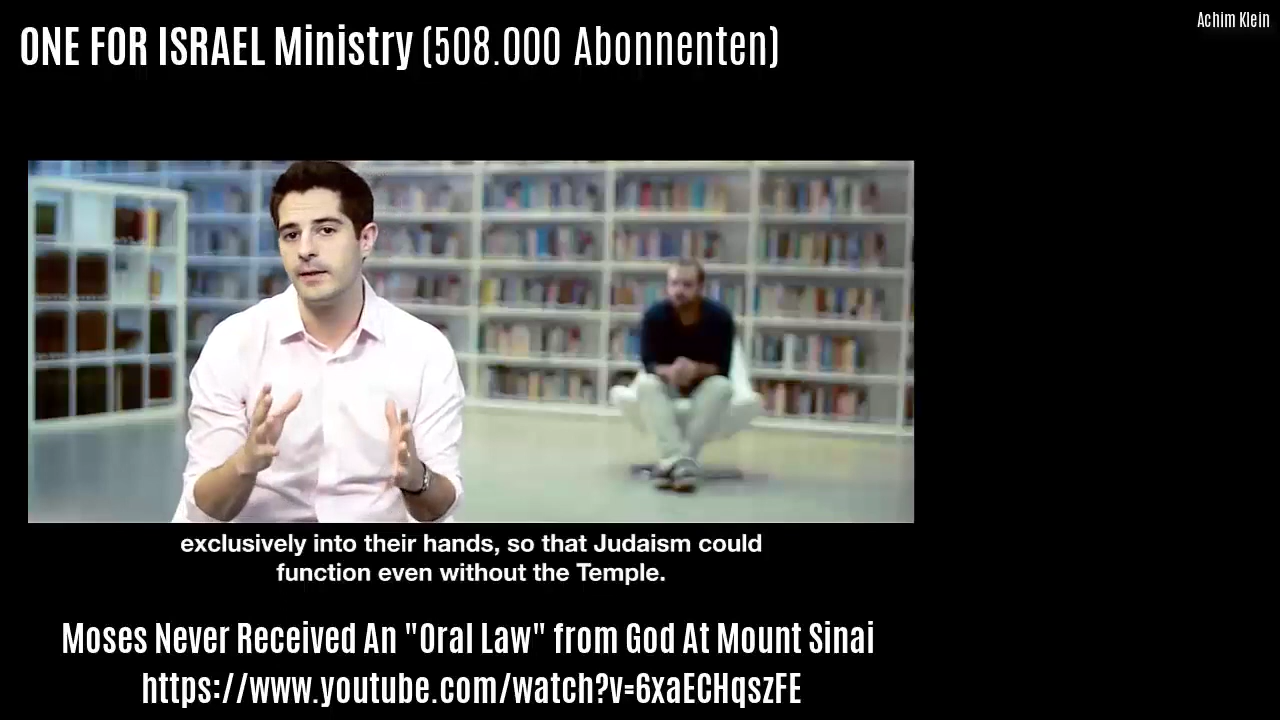 Achim Klein
ONE FOR ISRAEL Ministry (508.000 Abonnenten)
exclusively into their hands, so that Judaism could
function even without the Temple.
Moses Never Received An "Oral Law" from God At Mount Sinai
https://www.youtube.com/watch?v=6xaECHqszFE